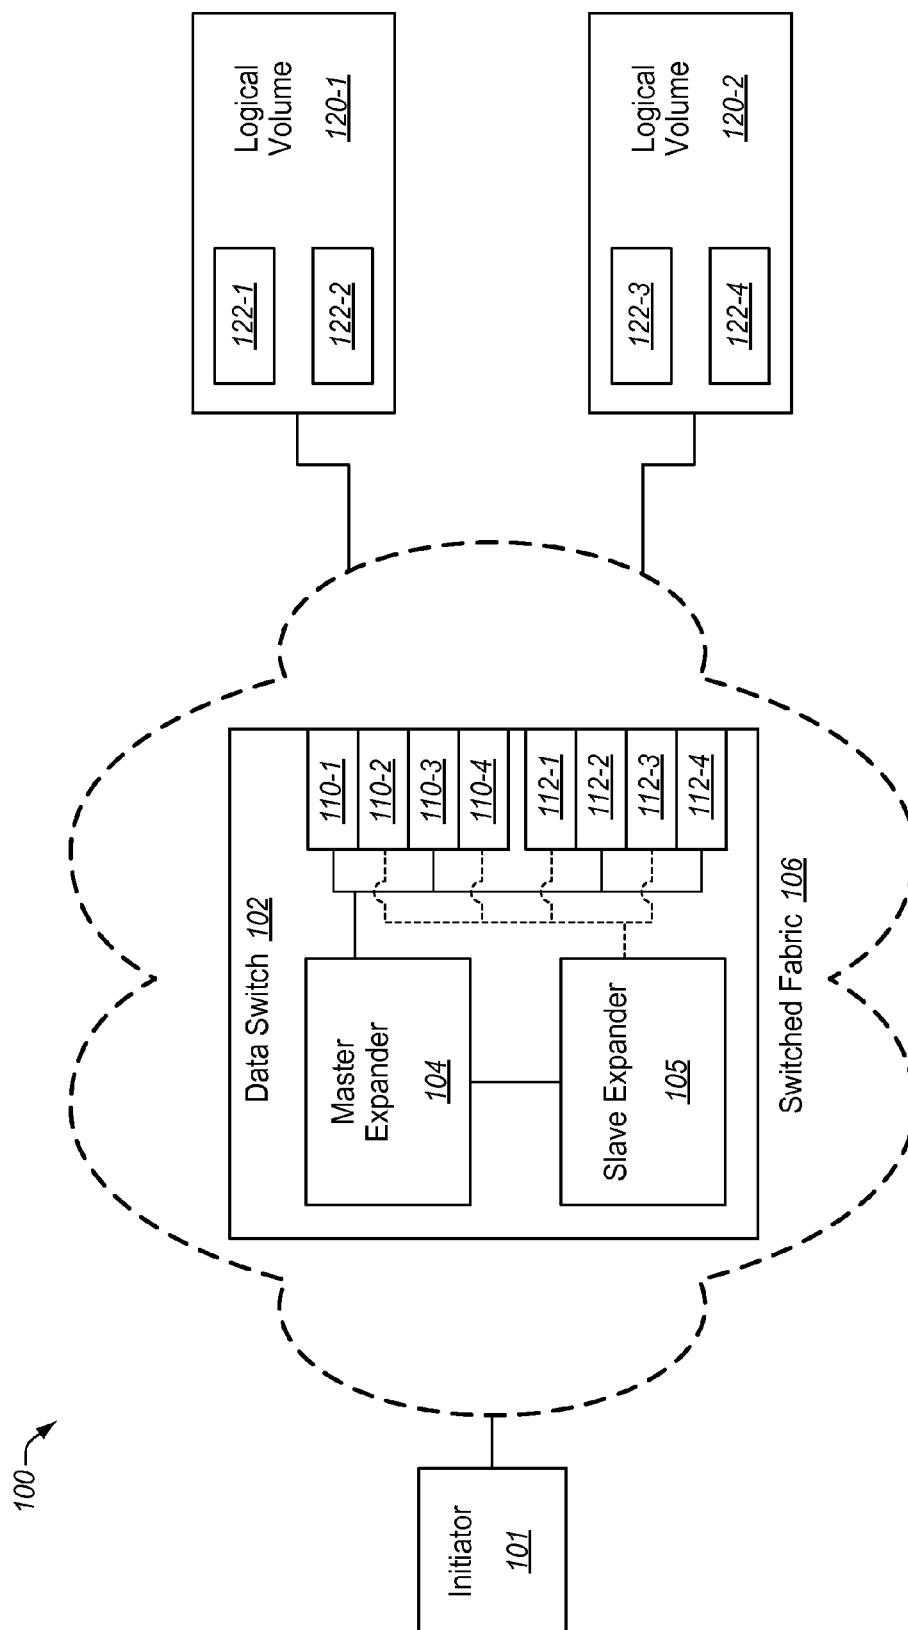 100
Initiator
101
Data Switch 102
Master
Expander
104
Slave Expander
105
110-1
110-2
110-3
110-4
112-1
112-2
112-3
112-4
Switched Fabric 106
122-1
122-2
Logical
Volume
120-1
122-3
122-4
Logical
Volume
120-2